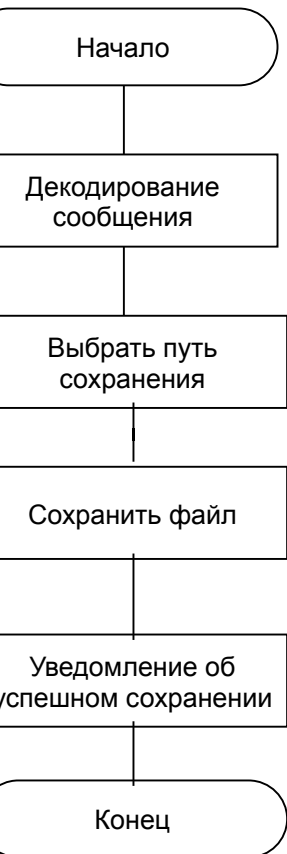 Начало
Декодирование
сообщения
Выбрать путь
сохранения
Сохранить файл
Уведомление об
успешном сохранении
Конец